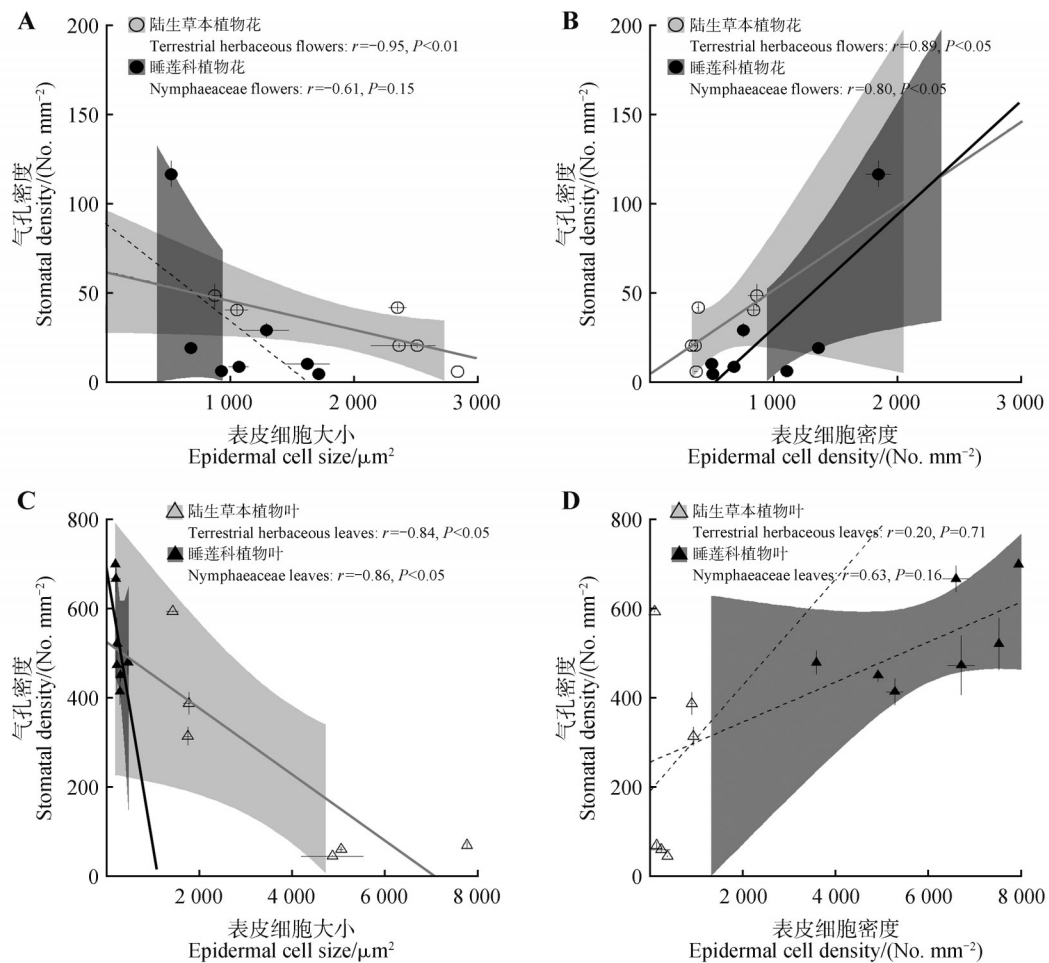 A
陆生草本植物花
Terrestrial herbaceous flowers: r=−0.95, P<0.01
睡莲科植物花
Nymphaeaceae flowers: r=−0.61, P=0.15
200
150
100
50
0
气孔密度
Stomatal density/(No. mm⁻²)
1 000
2 000
3 000
表皮细胞大小
Epidermal cell size/μm²
B
陆生草本植物花
Terrestrial herbaceous flowers: r=0.89, P<0.05
睡莲科植物花
Nymphaeaceae flowers: r=0.80, P<0.05
200
150
100
50
0
气孔密度
Stomatal density/(No. mm⁻²)
1 000
2 000
3 000
表皮细胞密度
Epidermal cell density/(No. mm⁻²)
C
陆生草本植物叶
Terrestrial herbaceous leaves: r=−0.84, P<0.05
睡莲科植物叶
Nymphaeaceae leaves: r=−0.86, P<0.05
800
600
400
200
0
气孔密度
Stomatal density/(No. mm⁻²)
2 000
4 000
6 000
8 000
表皮细胞大小
Epidermal cell size/μm²
D
陆生草本植物叶
Terrestrial herbaceous leaves: r=0.20, P=0.71
睡莲科植物叶
Nymphaeaceae leaves: r=0.63, P=0.16
800
600
400
200
0
气孔密度
Stomatal density/(No. mm⁻²)
2 000
4 000
6 000
8 000
表皮细胞密度
Epidermal cell density/(No. mm⁻²)